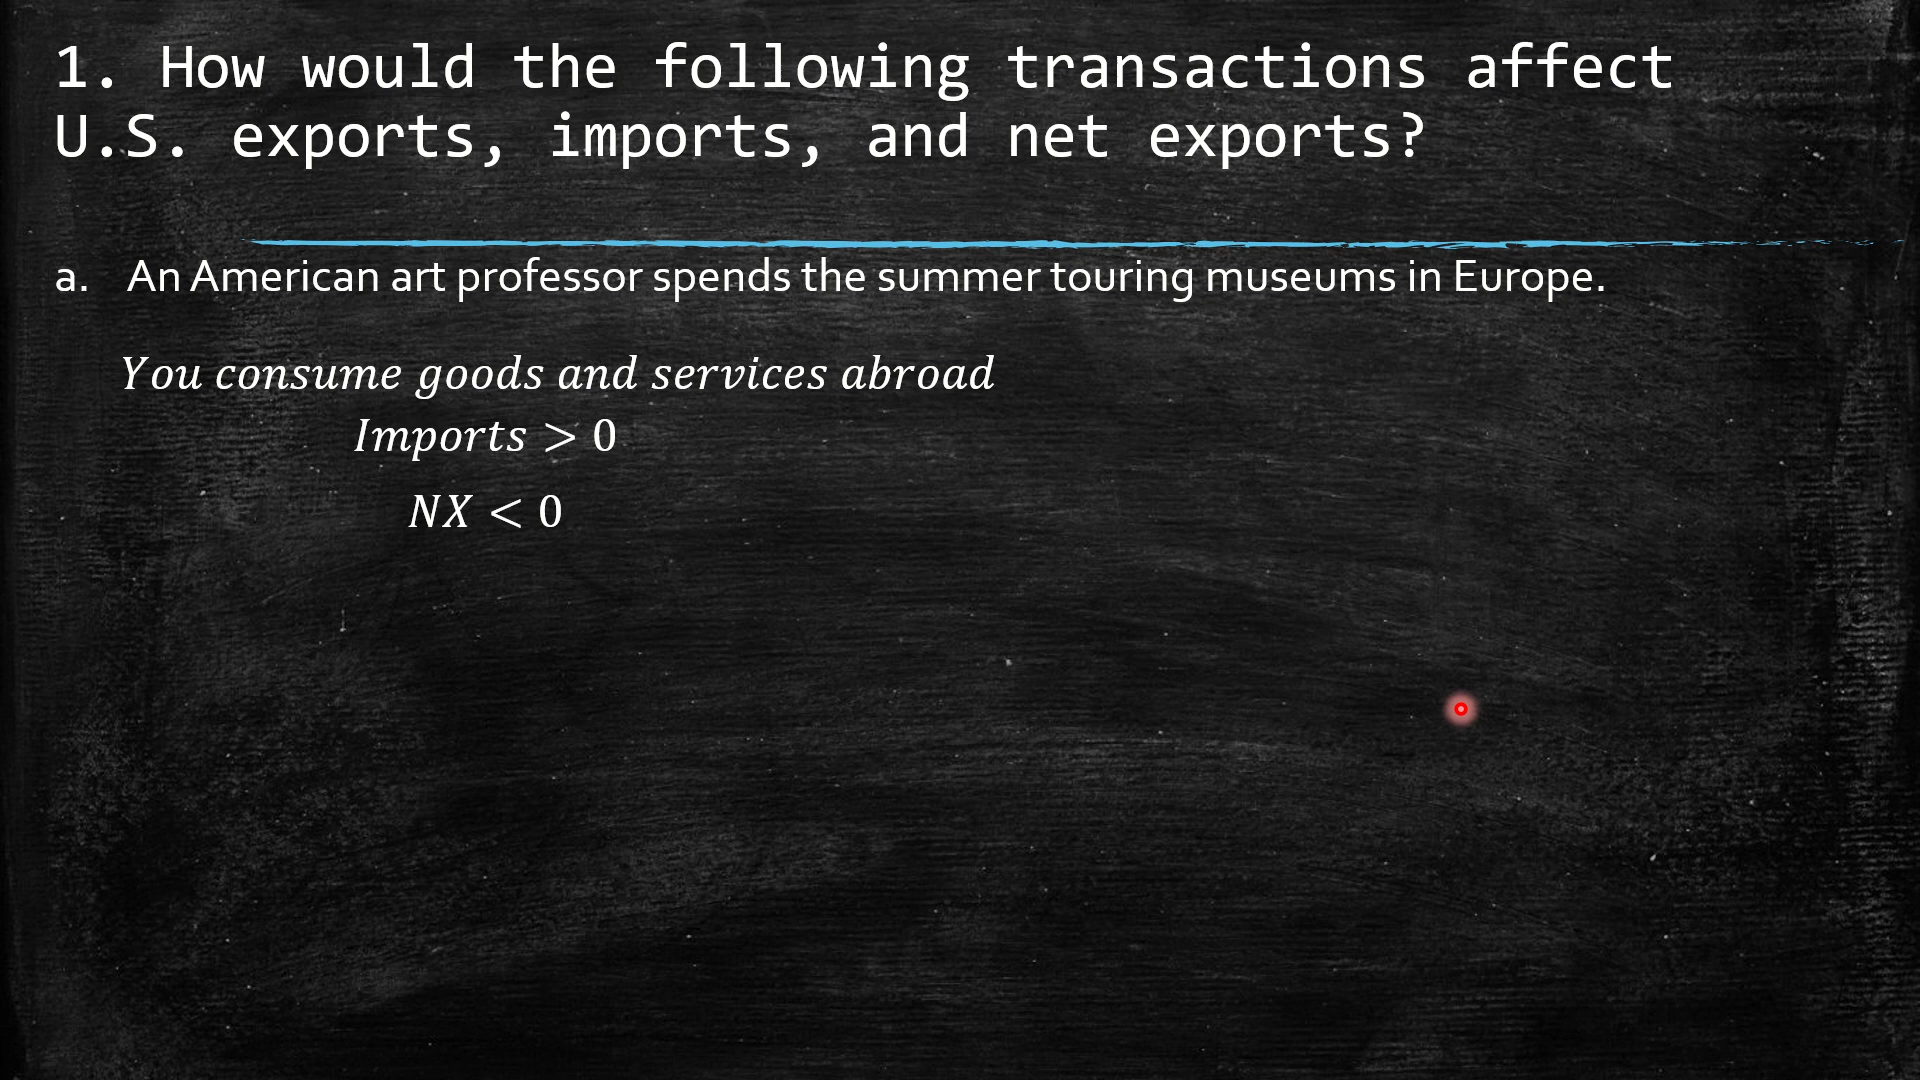 1. How would the following transactions affect
U.S. exports, imports, and net exports?
a. An American art professor spends the summer touring museums in Europe.
You consume goods and services abroad
Imports > 0
NX < 0